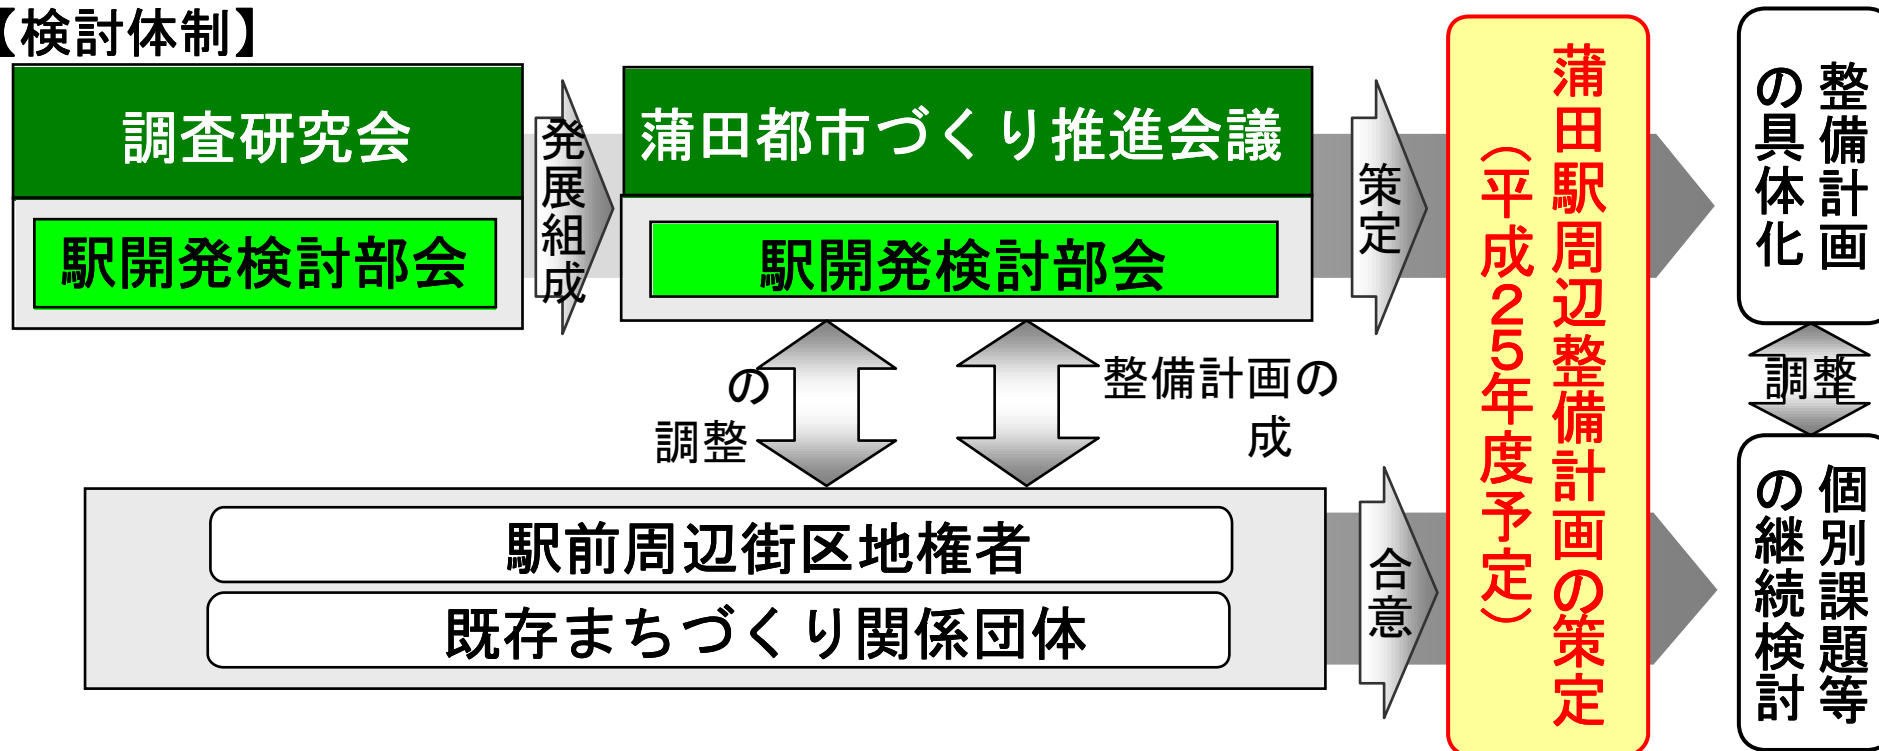 【検討体制】
調査研究会
駅開発検討部会
発展組成
蒲田都市づくり推進会議
駅開発検討部会
策定
の
調整
整備計画の
成
駅前周辺街区地権者
既存まちづくり関係団体
合意
蒲田駅周辺整備計画の策定
（平成２５年度予定）
整備計画
の具体化
調整
個別課題等
の継続検討